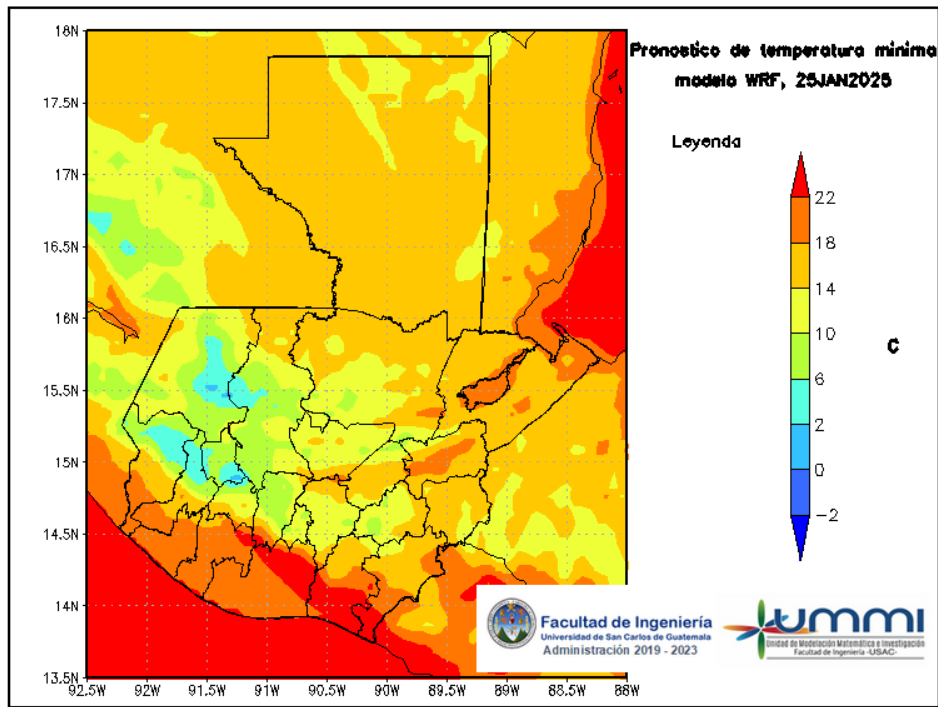 Pronostico de temperatura minima
modelo WRF, 25JAN2025
Leyenda
22
18
14
10
6
2
0
-2
C
18N
17.5N
17N
16.5N
16N
15.5N
15N
14.5N
14N
13.5N
92.5W 92W 91.5W 91W 90.5W 90W 89.5W 89W 88.5W 88W
Facultad de Ingeniería
Universidad de San Carlos de Guatemala
Administración 2019 - 2023
UMMI
Unidad de Modelación Matemática e Investigación
Facultad de Ingeniería -USAC-